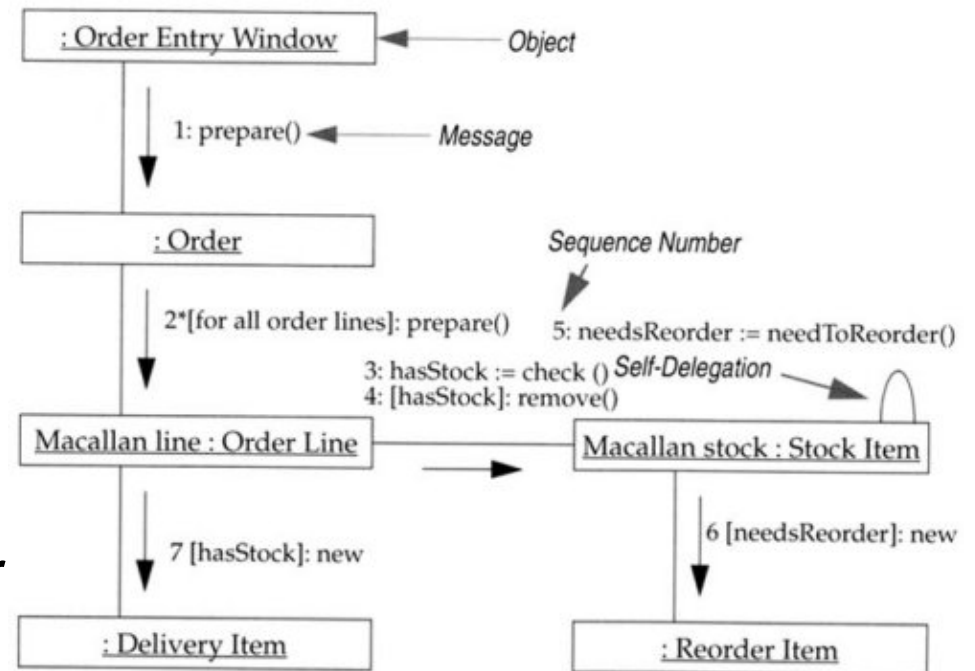 : Order Entry Window
Object
1: prepare()
Message
: Order
Sequence Number
2*[for all order lines]: prepare()
5: needsReorder := needToReorder()
3: hasStock := check ()
Self-Delegation
4: [hasStock]: remove()
Macallan line : Order Line
Macallan stock : Stock Item
7 [hasStock]: new
6 [needsReorder]: new
: Delivery Item
: Reorder Item